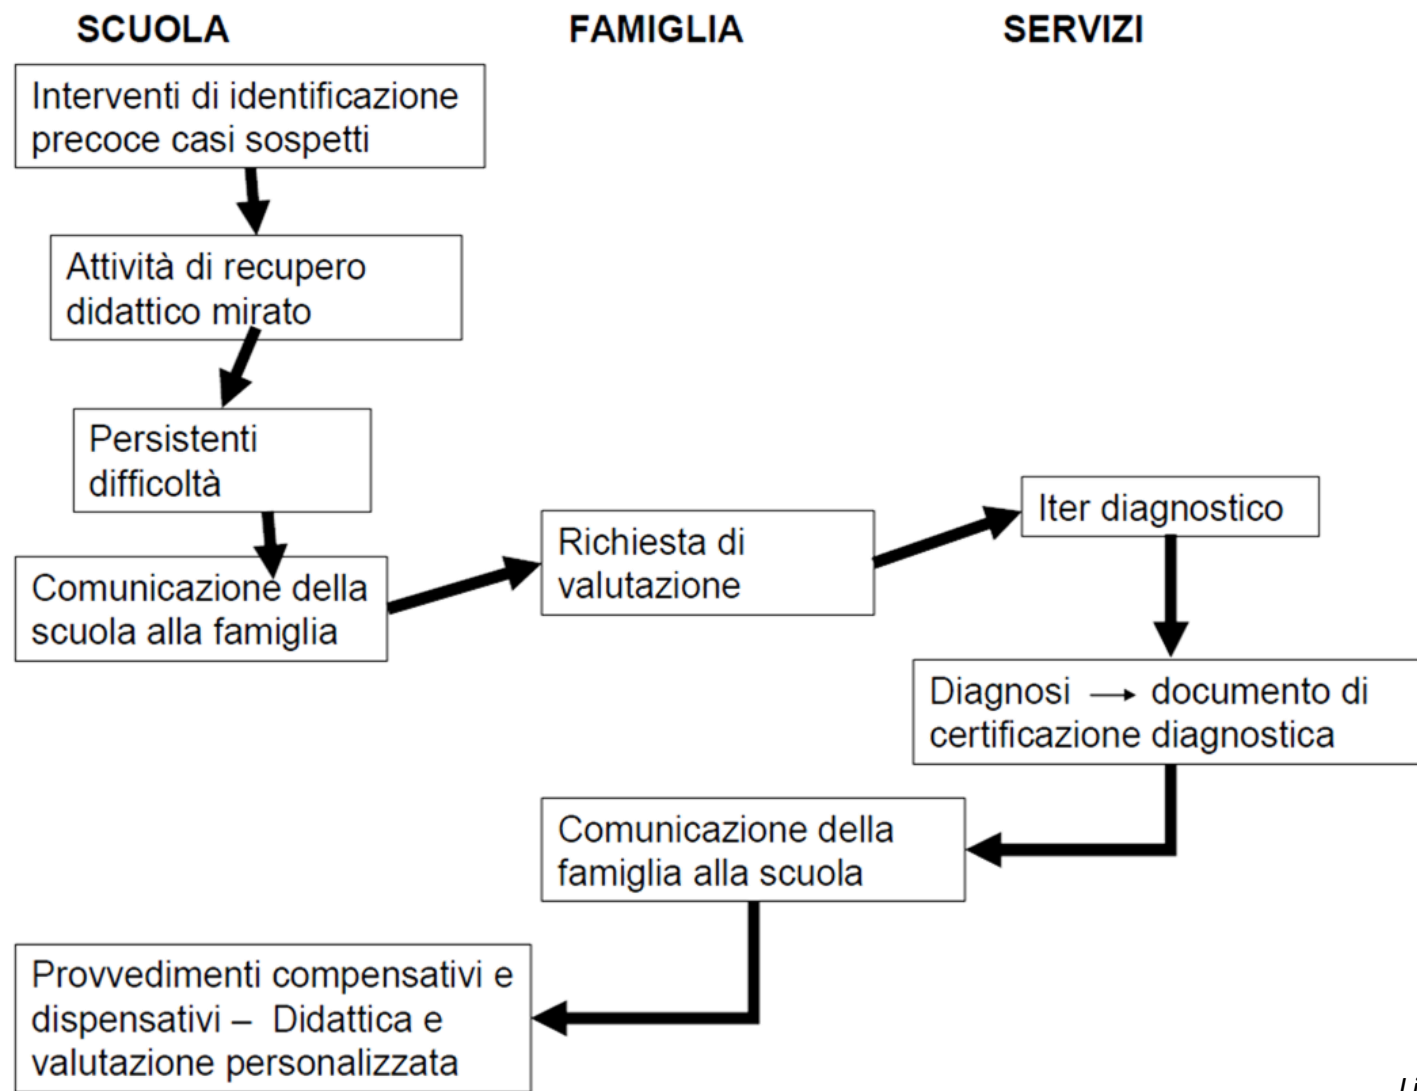 SCUOLA
FAMIGLIA
SERVIZI
Interventi di identificazione
precoce casi sospetti
Attività di recupero
didattico mirato
Persistenti
difficoltà
Comunicazione della
scuola alla famiglia
Richiesta di
valutazione
Iter diagnostico
Diagnosi → documento di
certificazione diagnostica
Comunicazione della
famiglia alla scuola
Provvedimenti compensativi e
dispensativi – Didattica e
valutazione personalizzata